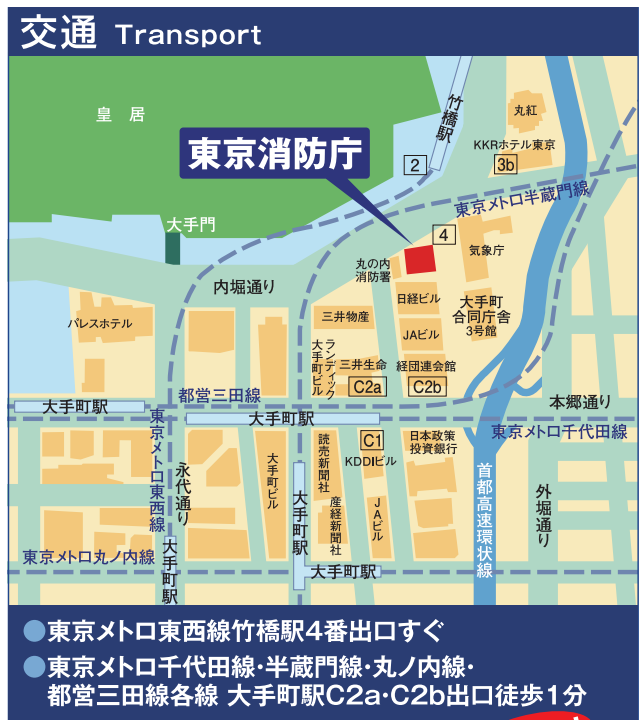 交通 Transport
皇居
竹橋駅
丸紅
KKRホテル東京
東京消防庁
2
3b
東京メトロ半蔵門線
大手門
4
気象庁
丸の内
消防署
内堀通り
日経ビル
大手町
合同庁舎
3号館
パレスホテル
三井物産
JAビル
ランディック
大手町ビル
三井生命
経団連会館
C2a
C2b
都営三田線
本郷通り
大手町駅
大手町駅
東京メトロ千代田線
東京メトロ東西線
永代通り
大手町ビル
読売新聞社
C1
KDDIビル
日本政策
投資銀行
首都高速環状線
外堀通り
大手町駅
産経新聞社
JAビル
東京メトロ丸ノ内線
大手町駅
大手町駅
●東京メトロ東西線竹橋駅4番出口すぐ
●東京メトロ千代田線・半蔵門線・丸ノ内線・
都営三田線各線 大手町駅C2a・C2b出口徒歩1分